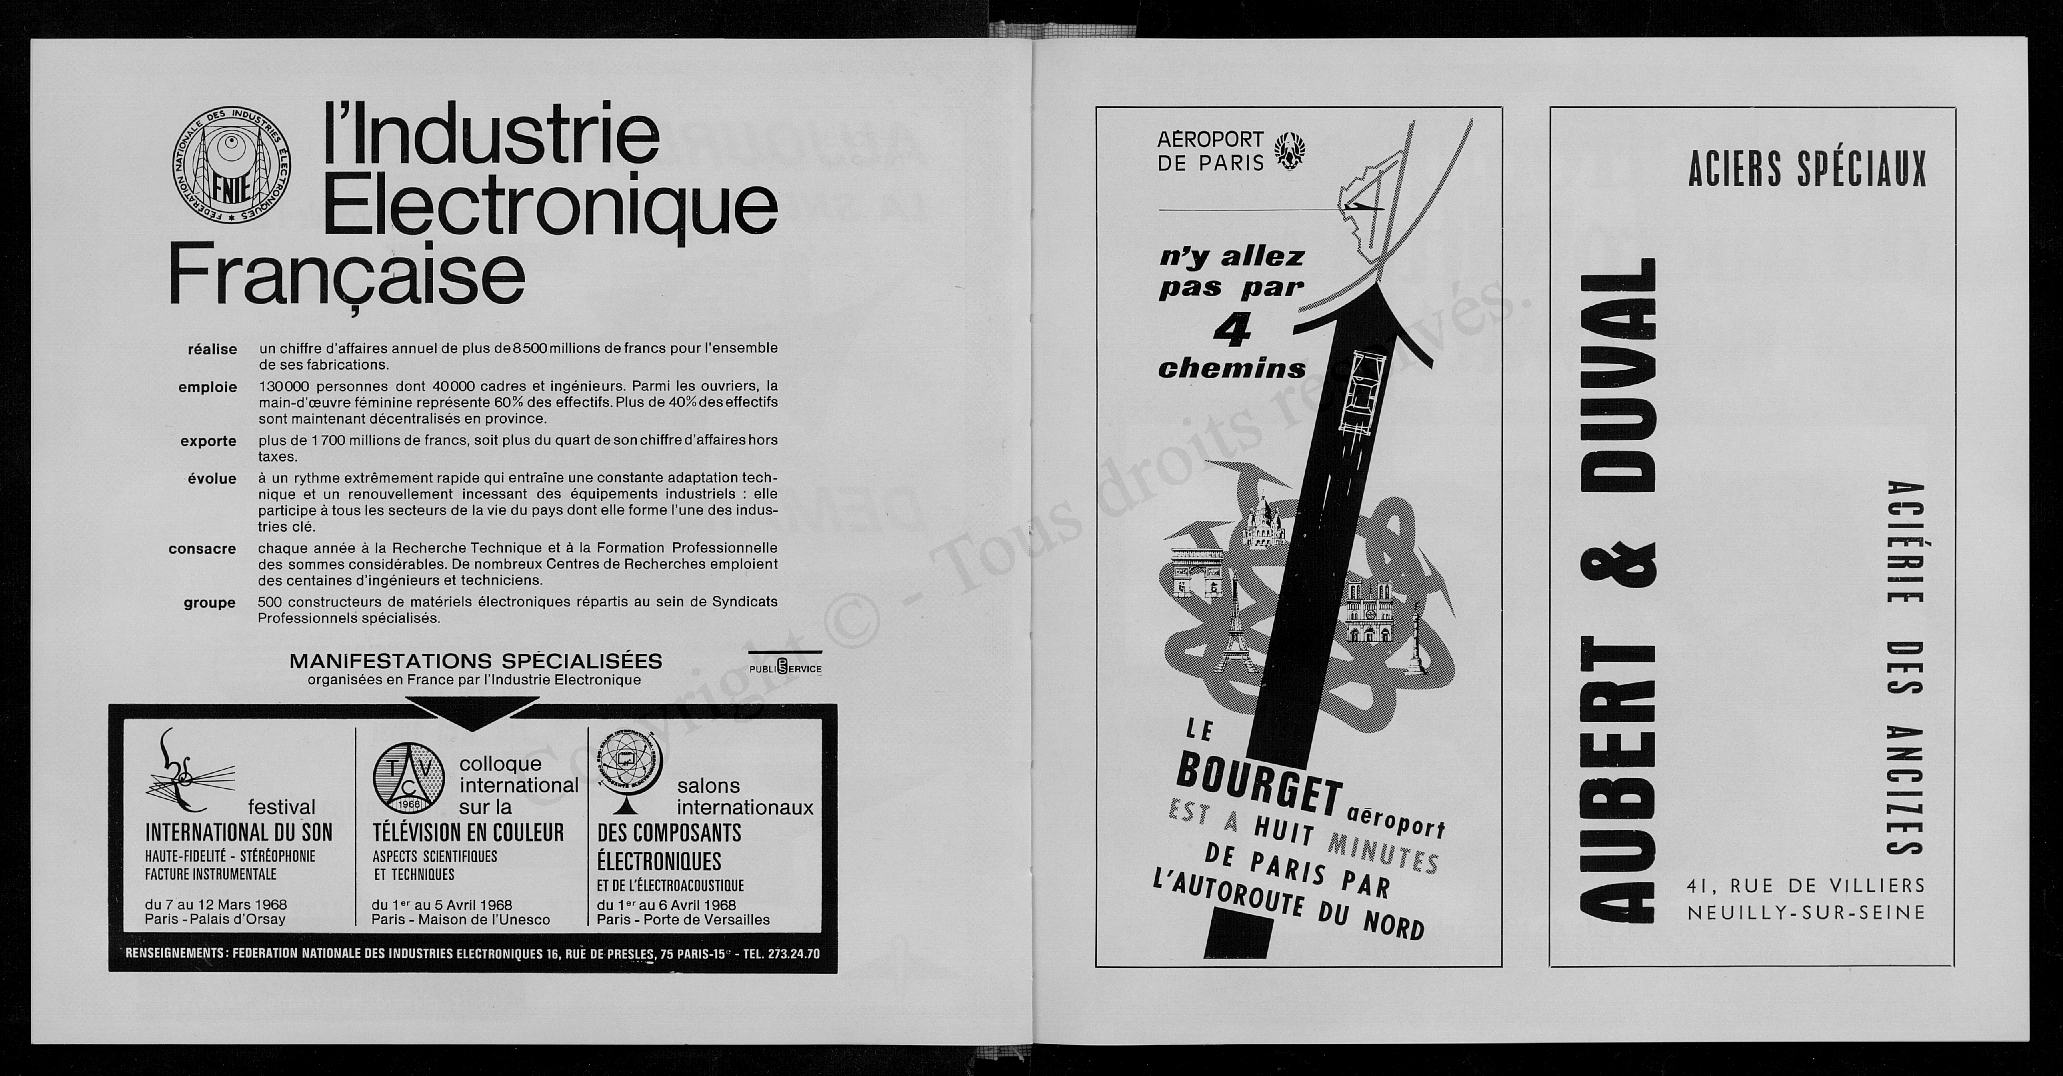 FÉDÉRATION NATIONALE DES INDUSTRIES ÉLECTRONIQUES
FNIE
l'Industrie
Electronique
Française
réalise un chiffre d'affaires annuel de plus de 8500 millions de francs pour l'ensemble
de ses fabrications.
emploie 130000 personnes dont 40000 cadres et ingénieurs. Parmi les ouvriers, la
main-d'œuvre féminine représente 60% des effectifs. Plus de 40% des effectifs
sont maintenant décentralisés en province.
exporte plus de 1700 millions de francs, soit plus du quart de son chiffre d'affaires hors
taxes.
évolue à un rythme extrêmement rapide qui entraîne une constante adaptation tech-
nique et un renouvellement incessant des équipements industriels : elle
participe à tous les secteurs de la vie du pays dont elle forme l'une des indus-
tries clé.
consacre chaque année à la Recherche Technique et à la Formation Professionnelle
des sommes considérables. De nombreux Centres de Recherches emploient
des centaines d'ingénieurs et techniciens.
groupe 500 constructeurs de matériels électroniques répartis au sein de Syndicats
Professionnels spécialisés.
MANIFESTATIONS SPÉCIALISÉES
organisées en France par l'Industrie Electronique
PUBLI SERVICE
festival
INTERNATIONAL DU SON
HAUTE-FIDELITÉ - STÉRÉOPHONIE
FACTURE INSTRUMENTALE
du 7 au 12 Mars 1968
Paris - Palais d'Orsay
TVC
1968
colloque
international
sur la
TÉLÉVISION EN COULEUR
ASPECTS SCIENTIFIQUES
ET TECHNIQUES
du 1er au 5 Avril 1968
Paris - Maison de l'Unesco
salons
internationaux
DES COMPOSANTS
ÉLECTRONIQUES
ET DE L'ÉLECTROACOUSTIQUE
du 1er au 6 Avril 1968
Paris - Porte de Versailles
RENSEIGNEMENTS : FEDERATION NATIONALE DES INDUSTRIES ELECTRONIQUES 16, RUE DE PRESLES, 75 PARIS-15e - TEL. 273.24.70
AÉROPORT
DE PARIS
n'y allez
pas par
4
chemins
LE
BOURGET aéroport
EST A HUIT MINUTES
DE PARIS PAR
L'AUTOROUTE DU NORD
ACIERS SPÉCIAUX
AUBERT & DUVAL
ACIÉRIE DES ANCIZES
41, RUE DE VILLIERS
NEUILLY-SUR-SEINE
Copyright © - Tous droits réservés.